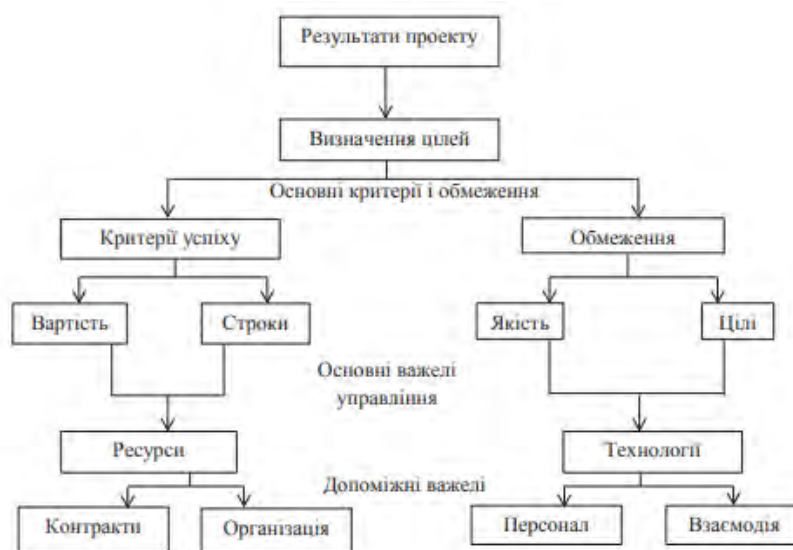 Результати проекту
Визначення цілей
Основні критерії і обмеження
Критерії успіху
Обмеження
Вартість
Строки
Якість
Цілі
Основні важелі
управління
Ресурси
Технології
Допоміжні важелі
Контракти
Організація
Персонал
Взаємодія